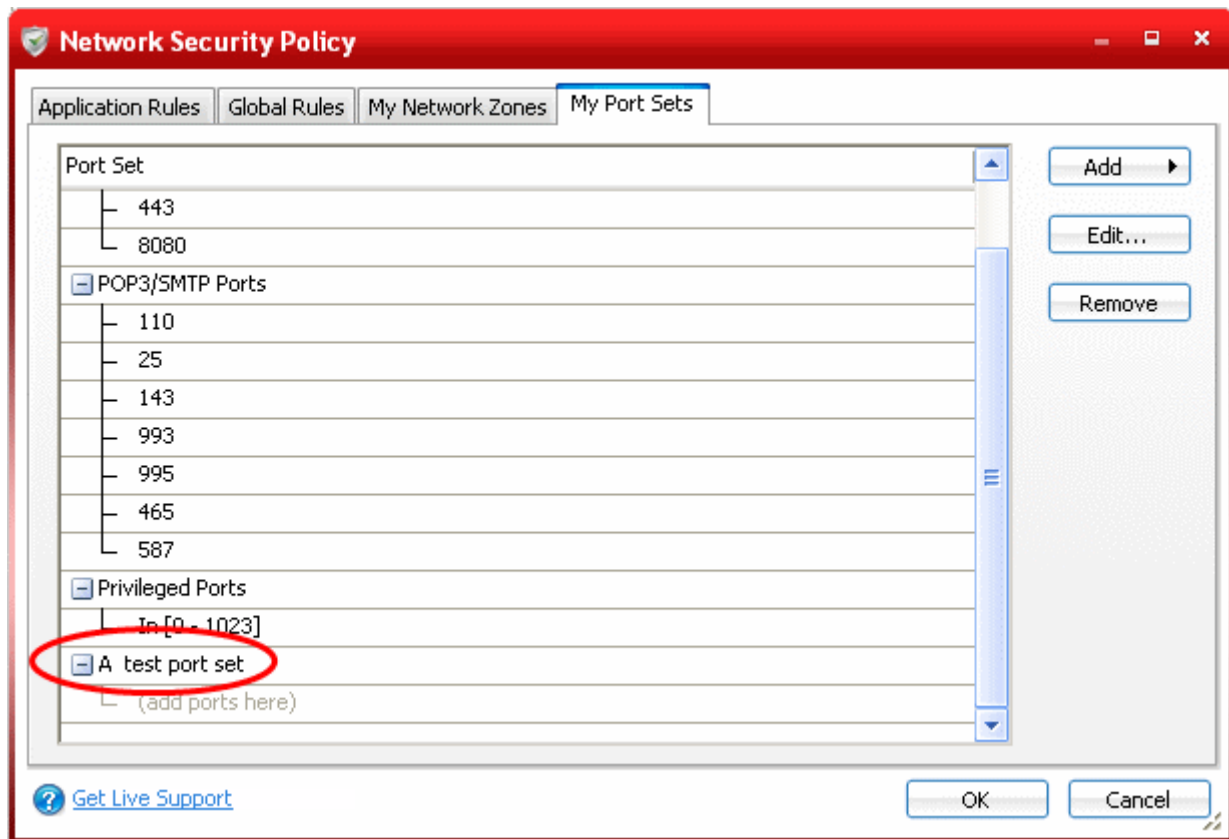 Network Security Policy
Application Rules Global Rules My Network Zones My Port Sets
Port Set
Add
443
8080
Edit...
POP3/SMTP Ports
Remove
110
25
143
993
995
465
587
Privileged Ports
In [0 - 1023]
A test port set
(add ports here)
Get Live Support
OK Cancel